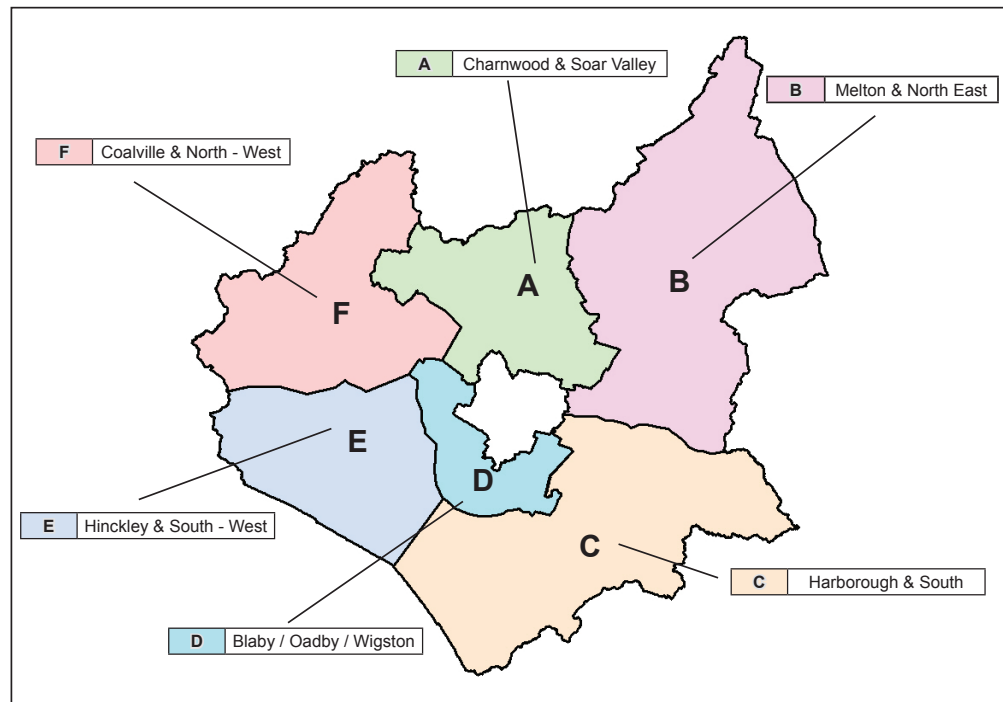 A Charnwood & Soar Valley
B Melton & North East
F Coalville & North - West
A
B
F
E
D
E Hinckley & South - West
C
C Harborough & South
D Blaby / Oadby / Wigston